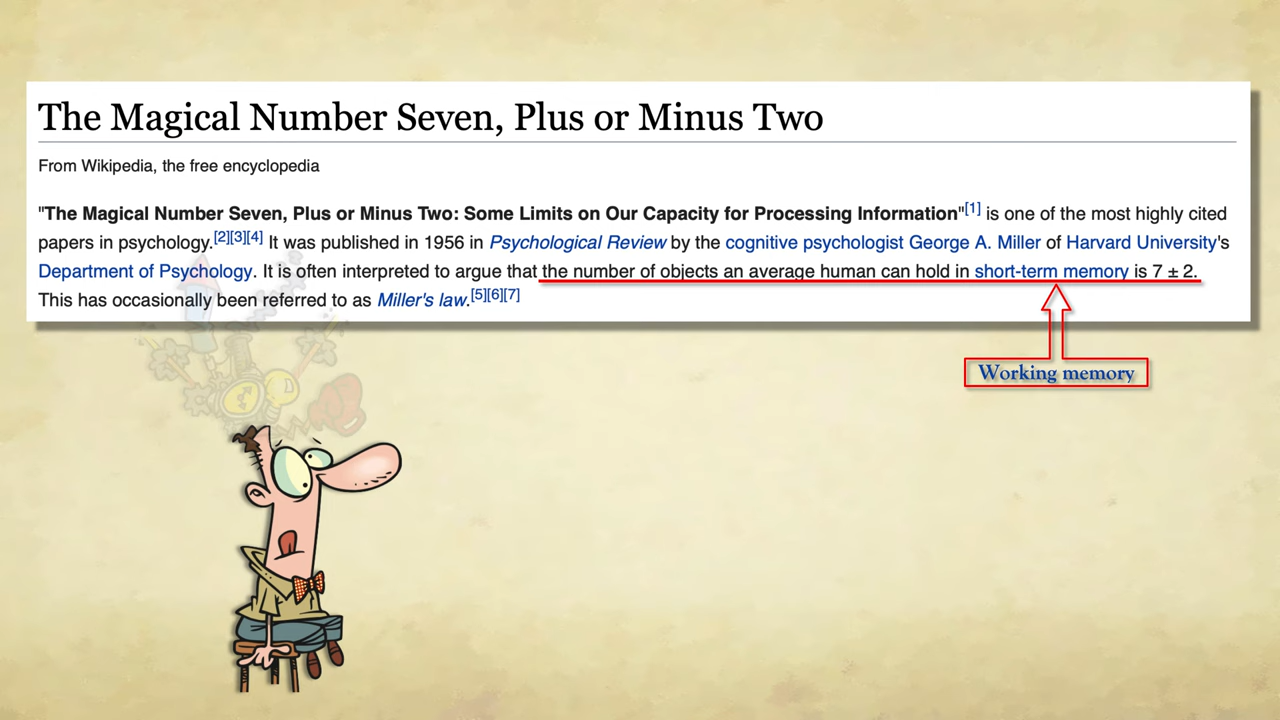 The Magical Number Seven, Plus or Minus Two
From Wikipedia, the free encyclopedia
"The Magical Number Seven, Plus or Minus Two: Some Limits on Our Capacity for Processing Information"[1] is one of the most highly cited
papers in psychology.[2][3][4] It was published in 1956 in Psychological Review by the cognitive psychologist George A. Miller of Harvard University's
Department of Psychology. It is often interpreted to argue that the number of objects an average human can hold in short-term memory is 7 ± 2.
This has occasionally been referred to as Miller's law.[5][6][7]
Working memory